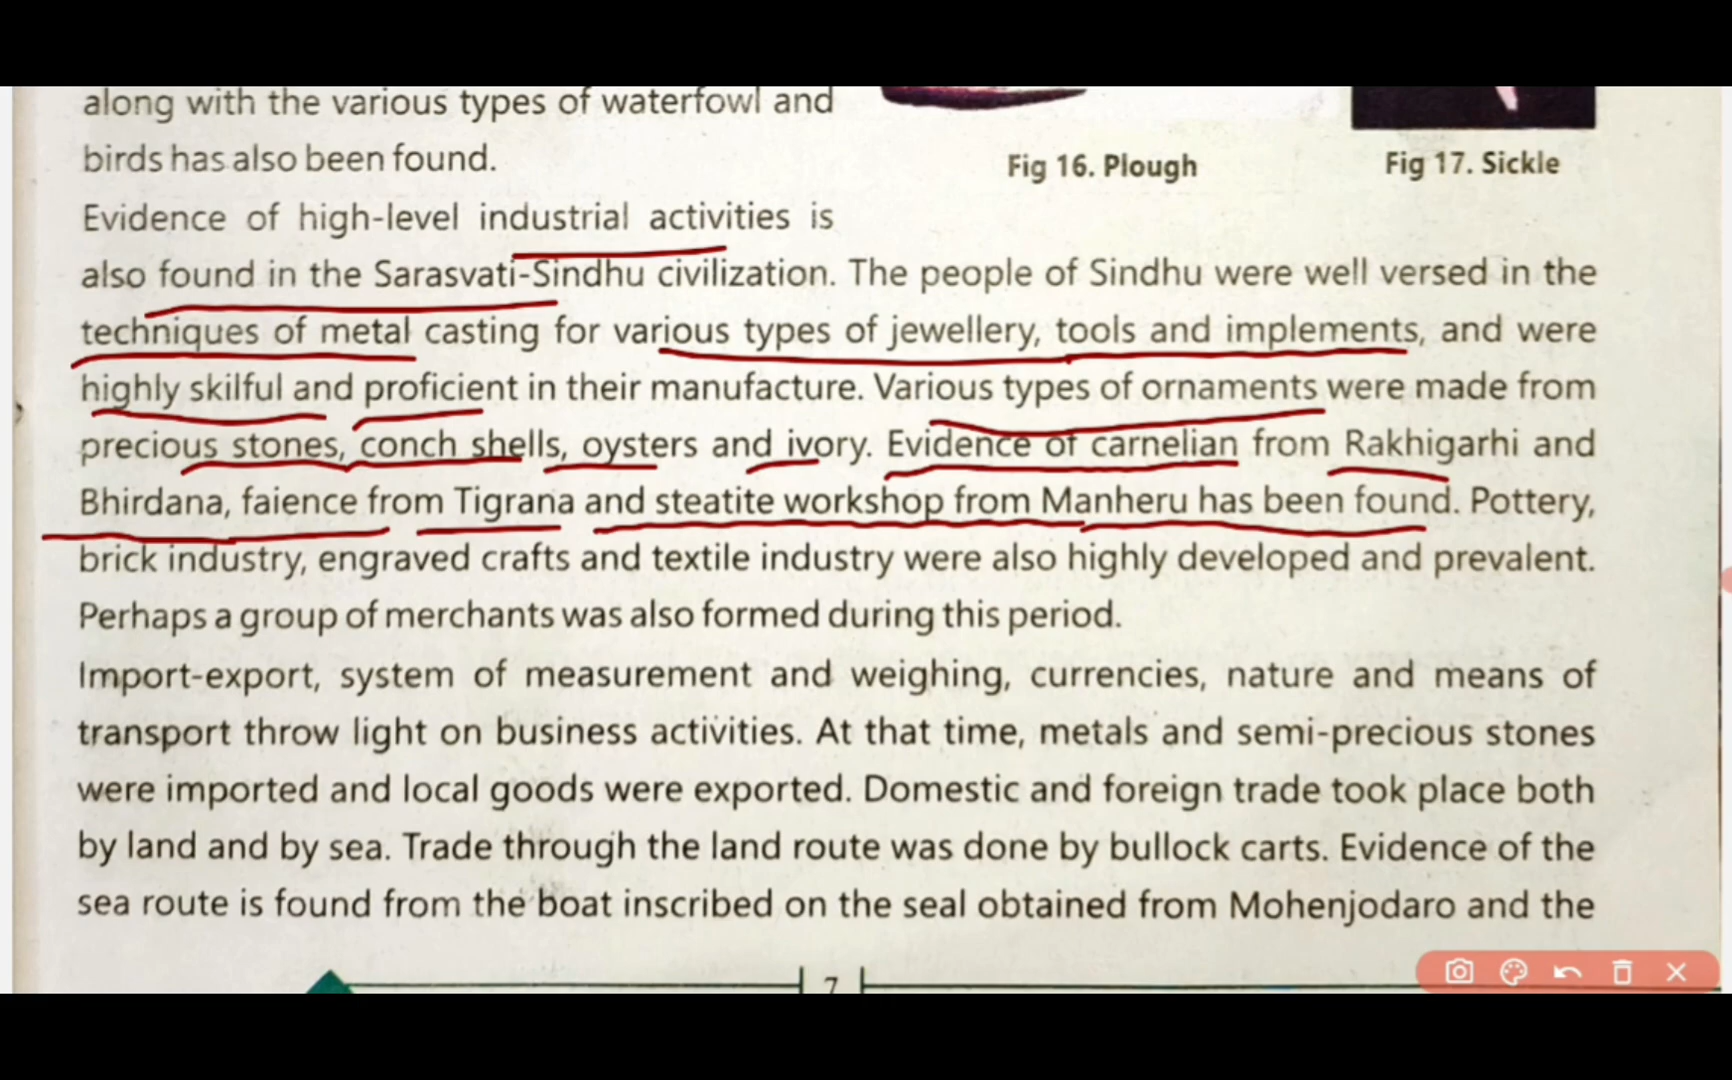 along with the various types of waterfowl and
birds has also been found.
Fig 16. Plough
Fig 17. Sickle
Evidence of high-level industrial activities is
also found in the Sarasvati-Sindhu civilization. The people of Sindhu were well versed in the
techniques of metal casting for various types of jewellery, tools and implements, and were
highly skilful and proficient in their manufacture. Various types of ornaments were made from
precious stones, conch shells, oysters and ivory. Evidence of carnelian from Rakhigarhi and
Bhirdana, faience from Tigrana and steatite workshop from Manheru has been found. Pottery,
brick industry, engraved crafts and textile industry were also highly developed and prevalent.
Perhaps a group of merchants was also formed during this period.
Import-export, system of measurement and weighing, currencies, nature and means of
transport throw light on business activities. At that time, metals and semi-precious stones
were imported and local goods were exported. Domestic and foreign trade took place both
by land and by sea. Trade through the land route was done by bullock carts. Evidence of the
sea route is found from the boat inscribed on the seal obtained from Mohenjodaro and the
7